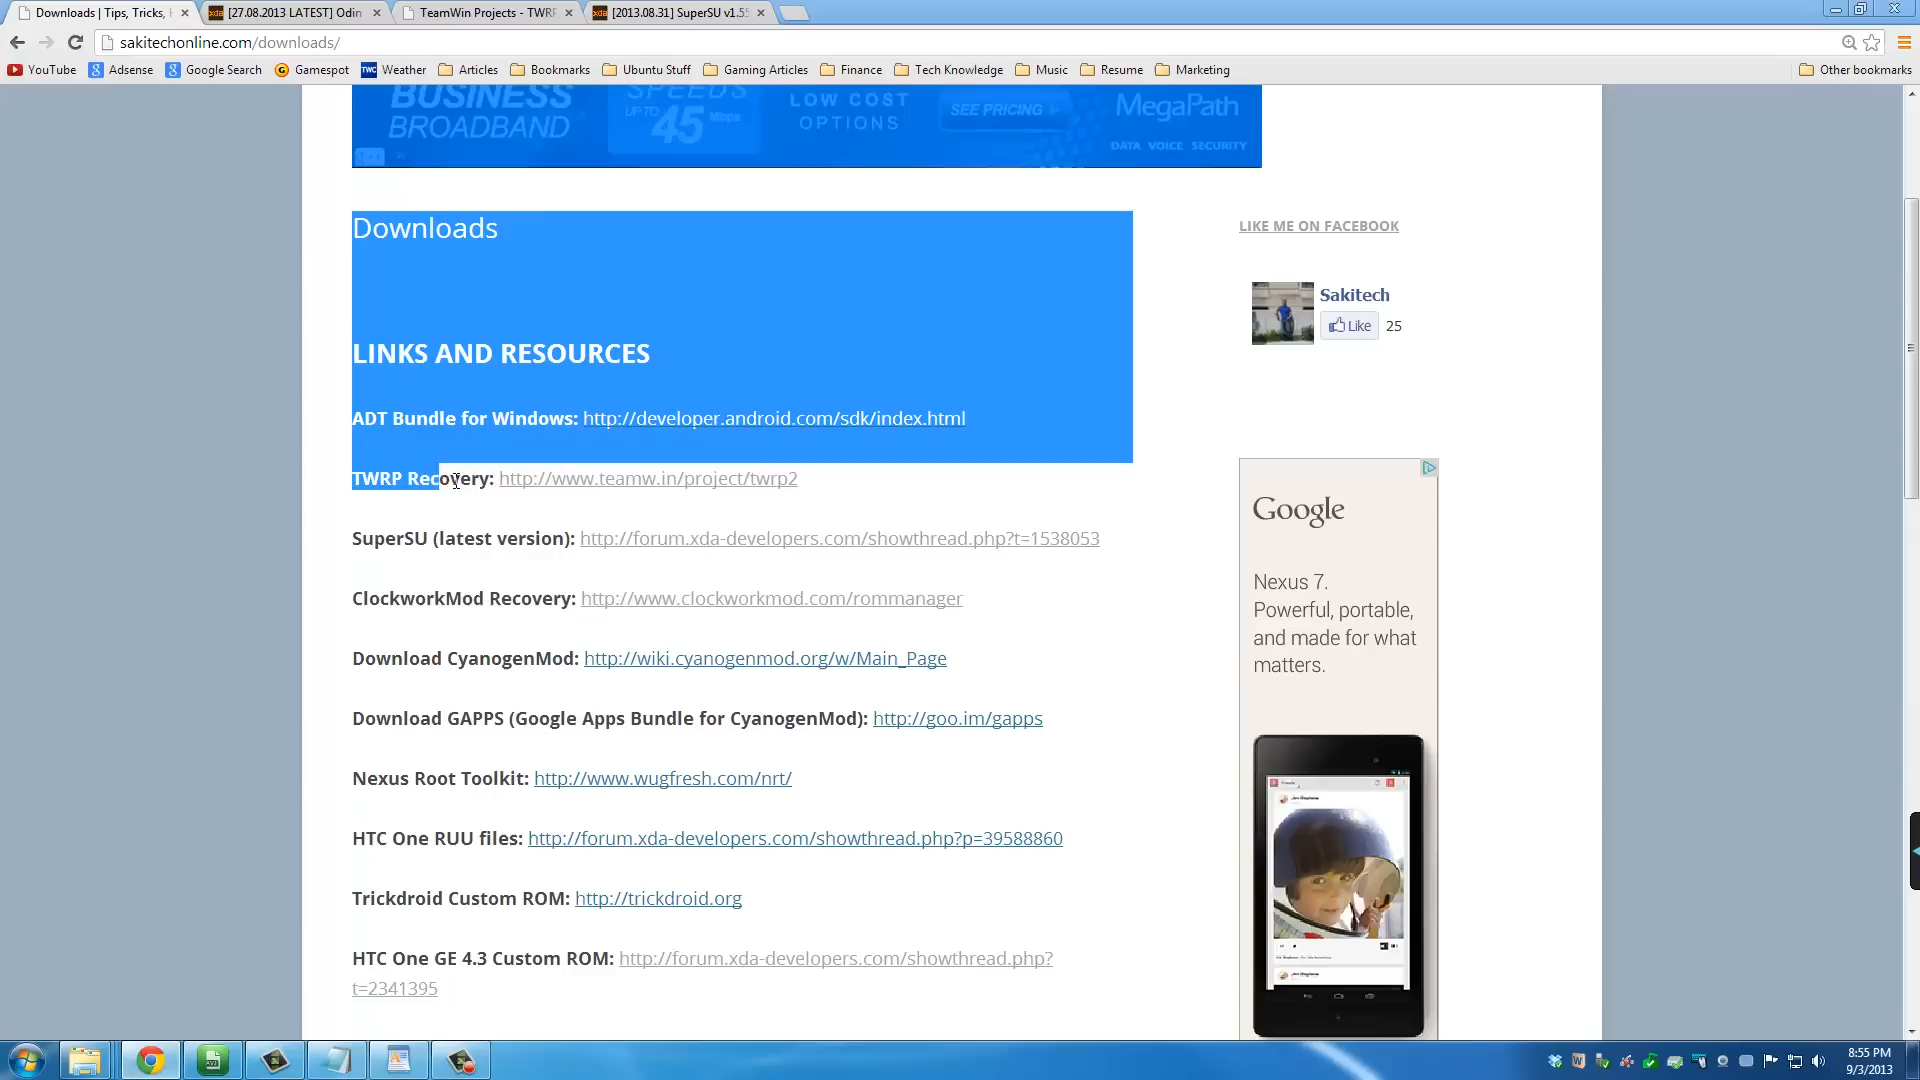 Downloads | Tips, Tricks,
[27.08.2013 LATEST] Odin
TeamWin Projects - TWRP
[2013.08.31] SuperSU v1.55
sakitechonline.com/downloads/
YouTube
Adsense
Google Search
Gamespot
TWC Weather
Articles
Bookmarks
Ubuntu Stuff
Gaming Articles
Finance
Tech Knowledge
Music
Resume
Marketing
Other bookmarks
BUSINESS
BROADBAND
SPEEDS
UP TO
45 Mbps
LOW COST
OPTIONS
SEE PRICING
MegaPath
DATA VOICE SECURITY
Downloads
LINKS AND RESOURCES
ADT Bundle for Windows: http://developer.android.com/sdk/index.html
TWRP Recovery: http://www.teamw.in/project/twrp2
SuperSU (latest version): http://forum.xda-developers.com/showthread.php?t=1538053
ClockworkMod Recovery: http://www.clockworkmod.com/rommanager
Download CyanogenMod: http://wiki.cyanogenmod.org/w/Main_Page
Download GAPPS (Google Apps Bundle for CyanogenMod): http://goo.im/gapps
Nexus Root Toolkit: http://www.wugfresh.com/nrt/
HTC One RUU files: http://forum.xda-developers.com/showthread.php?p=39588860
Trickdroid Custom ROM: http://trickdroid.org
HTC One GE 4.3 Custom ROM: http://forum.xda-developers.com/showthread.php?
t=2341395
LIKE ME ON FACEBOOK
Sakitech
Like 25
Google
Nexus 7.
Powerful, portable,
and made for what
matters.
8:55 PM
9/3/2013